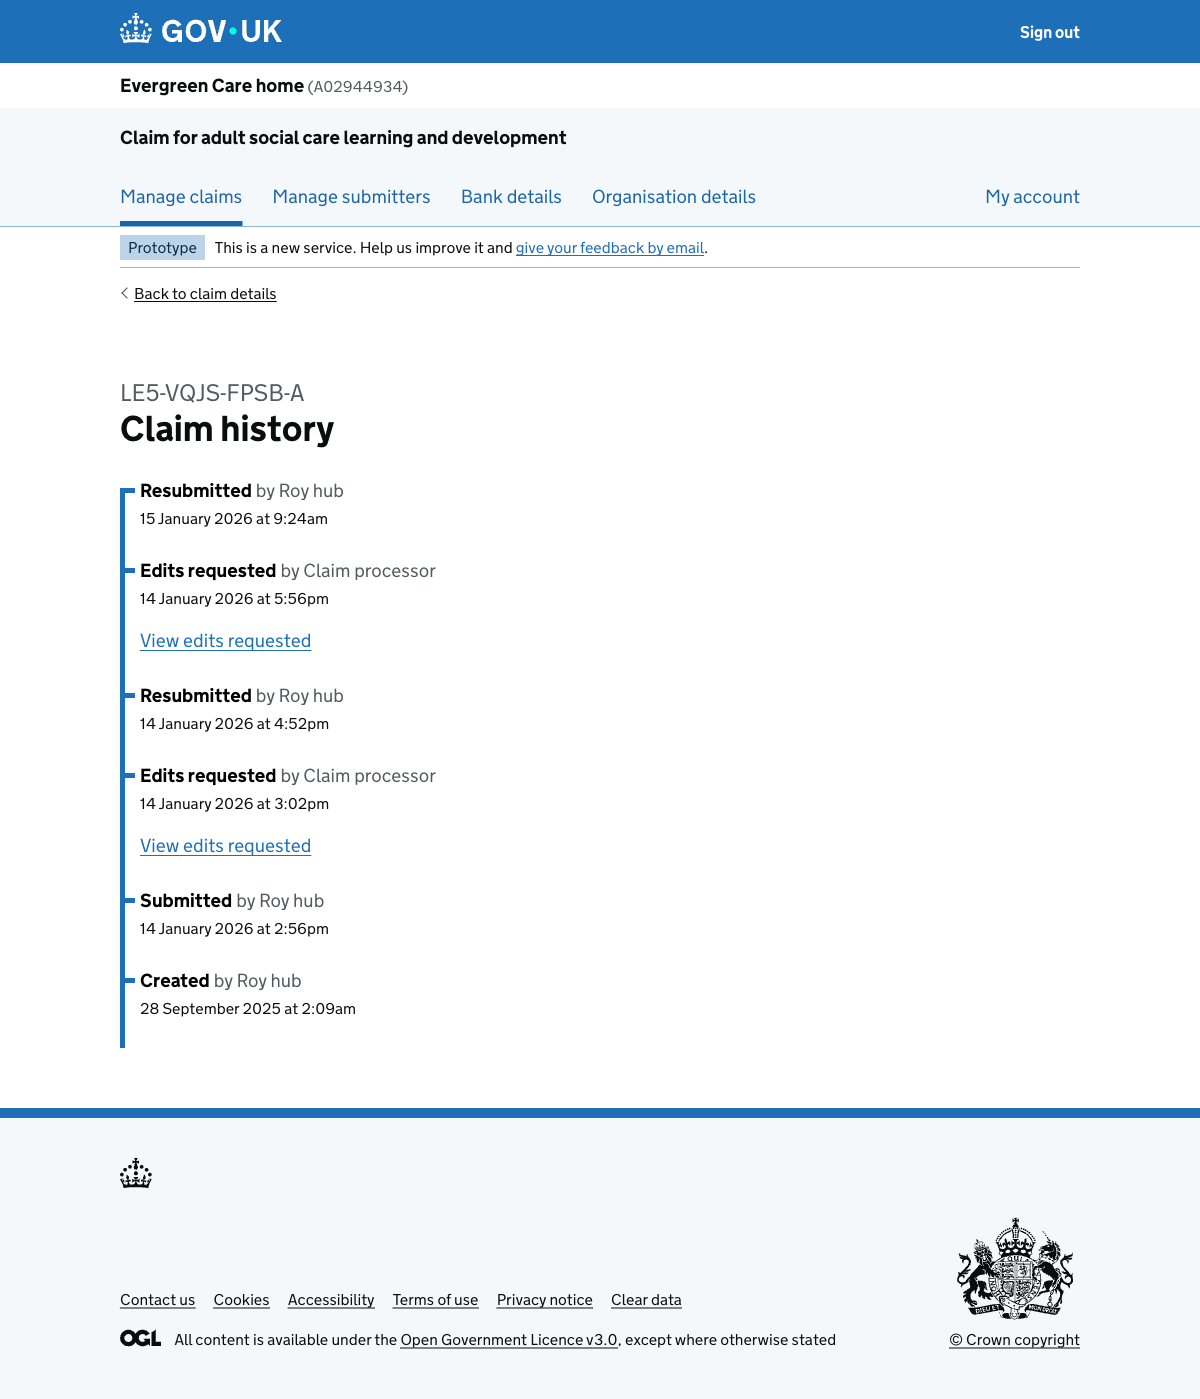 GOV·UK
Sign out
Evergreen Care home (A02944934)
Claim for adult social care learning and development
Manage claims Manage submitters Bank details Organisation details My account
Prototype This is a new service. Help us improve it and give your feedback by email.
Back to claim details
LE5-VQJS-FPSB-A
Claim history
Resubmitted by Roy hub
15 January 2026 at 9:24am
Edits requested by Claim processor
14 January 2026 at 5:56pm
View edits requested
Resubmitted by Roy hub
14 January 2026 at 4:52pm
Edits requested by Claim processor
14 January 2026 at 3:02pm
View edits requested
Submitted by Roy hub
14 January 2026 at 2:56pm
Created by Roy hub
28 September 2025 at 2:09am
Contact us Cookies Accessibility Terms of use Privacy notice Clear data
OGL All content is available under the Open Government Licence v3.0, except where otherwise stated
DIEU ET MON DROIT
© Crown copyright